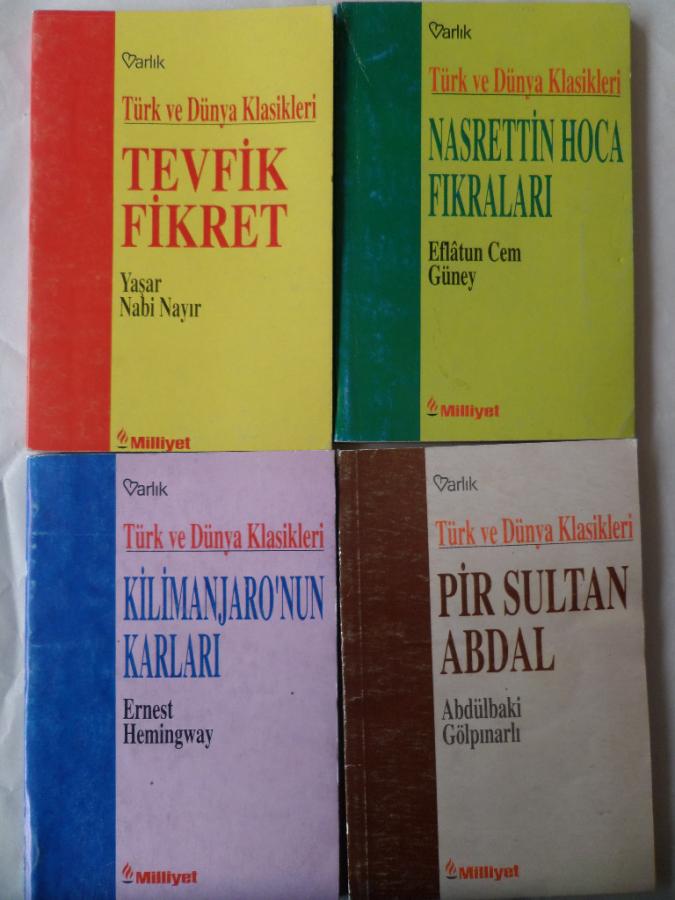 Varlık
Türk ve Dünya Klasikleri
TEVFİK
FİKRET
Yaşar
Nabi Nayır
Milliyet
Varlık
Türk ve Dünya Klasikleri
NASRETTİN HOCA
FIKRALARI
Eflâtun Cem
Güney
Milliyet
Varlık
Türk ve Dünya Klasikleri
KİLİMANJARO'NUN
KARLARI
Ernest
Hemingway
Milliyet
Varlık
Türk ve Dünya Klasikleri
PİR SULTAN
ABDAL
Abdülbaki
Gölpınarlı
Milliyet